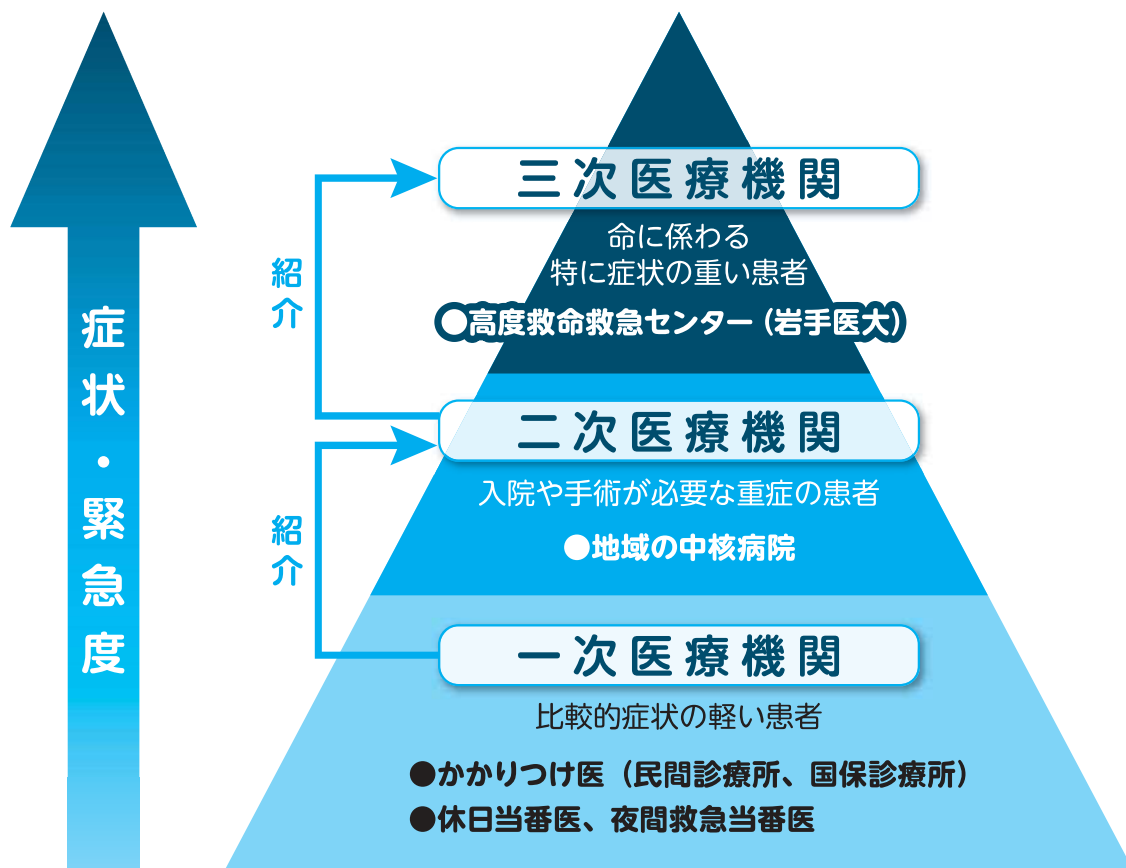 症状・緊急度
三次医療機関
命に係わる
特に症状の重い患者
●高度救命救急センター（岩手医大）
紹介
二次医療機関
入院や手術が必要な重症の患者
●地域の中核病院
紹介
一次医療機関
比較的症状の軽い患者
●かかりつけ医（民間診療所、国保診療所）
●休日当番医、夜間救急当番医